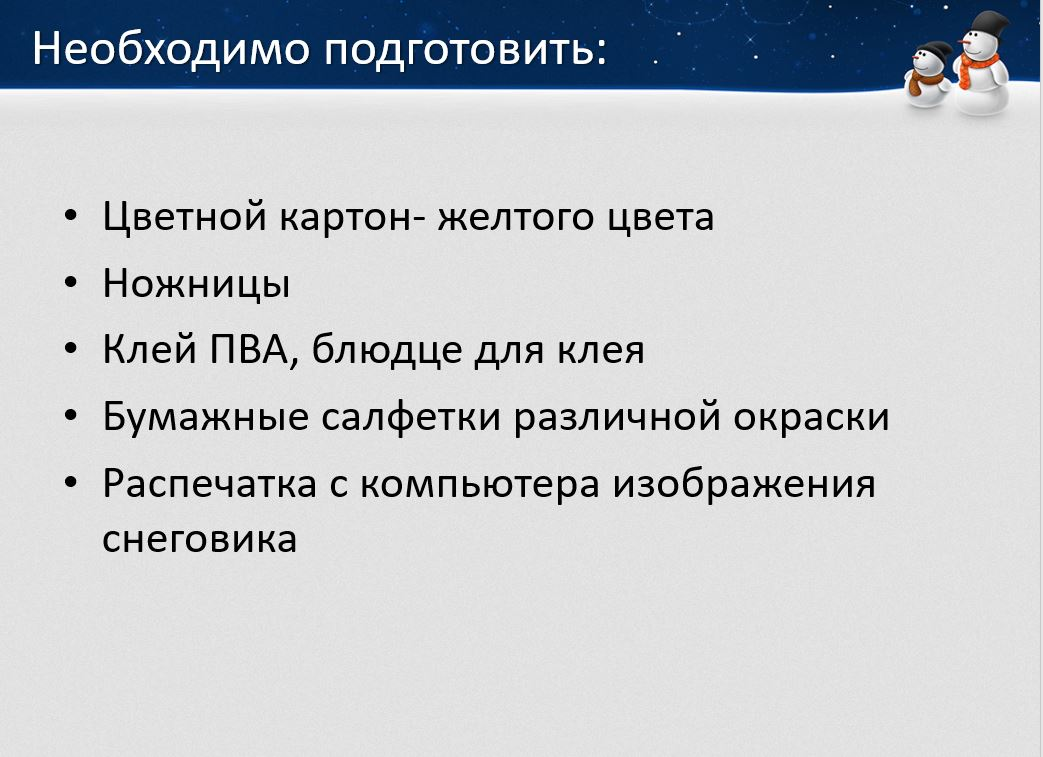 Необходимо подготовить:
• Цветной картон- желтого цвета
• Ножницы
• Клей ПВА, блюдце для клея
• Бумажные салфетки различной окраски
• Распечатка с компьютера изображения
снеговика